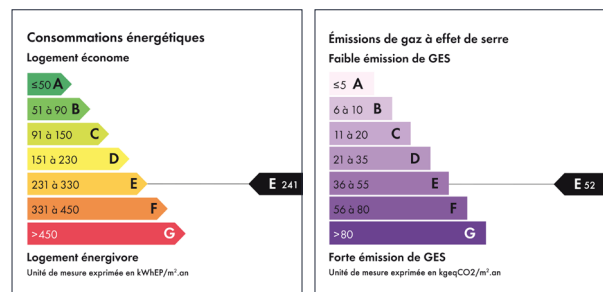 Consommations énergétiques
Logement économe
≤50 A
51 à 90 B
91 à 150 C
151 à 230 D
231 à 330 E
E 241
331 à 450 F
>450 G
Logement énergivore
Unité de mesure exprimée en kWhEP/m².an
Émissions de gaz à effet de serre
Faible émission de GES
≤5 A
6 à 10 B
11 à 20 C
21 à 35 D
36 à 55 E
E 52
56 à 80 F
>80 G
Forte émission de GES
Unité de mesure exprimée en kgeqCO2/m².an